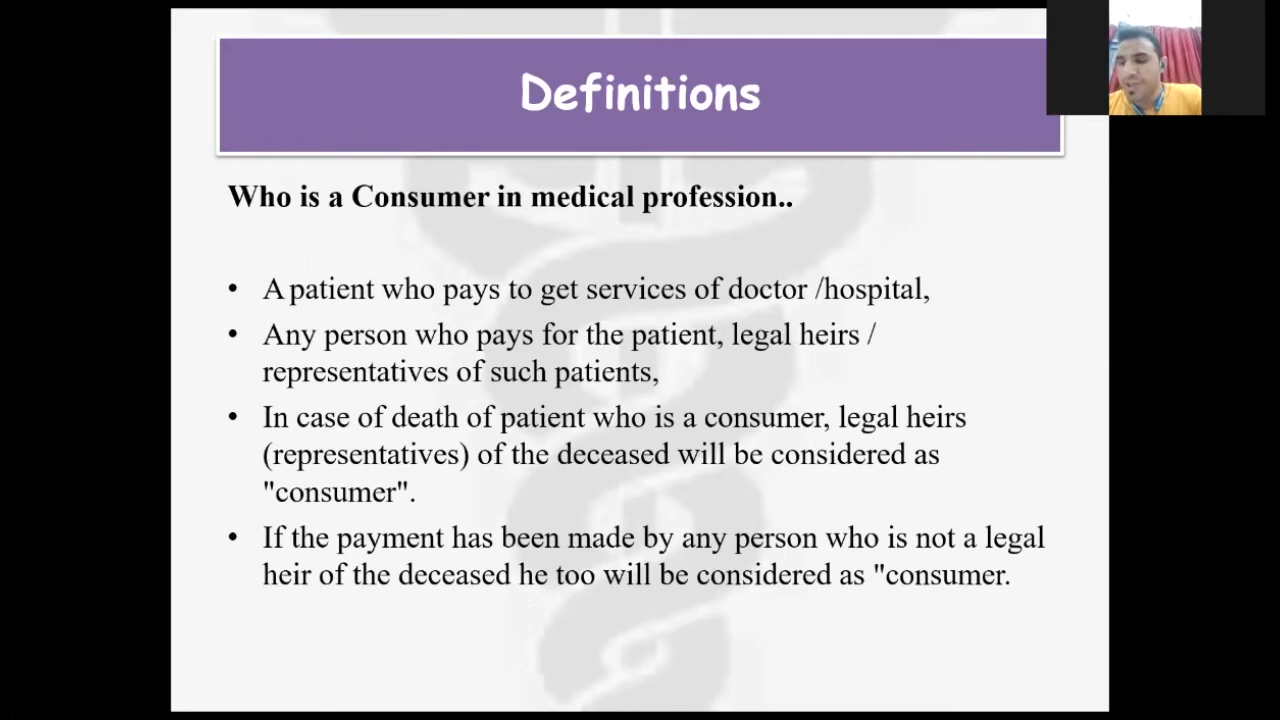 Definitions
Who is a Consumer in medical profession..
• A patient who pays to get services of doctor /hospital,
• Any person who pays for the patient, legal heirs /
representatives of such patients,
• In case of death of patient who is a consumer, legal heirs
(representatives) of the deceased will be considered as
"consumer".
• If the payment has been made by any person who is not a legal
heir of the deceased he too will be considered as "consumer.